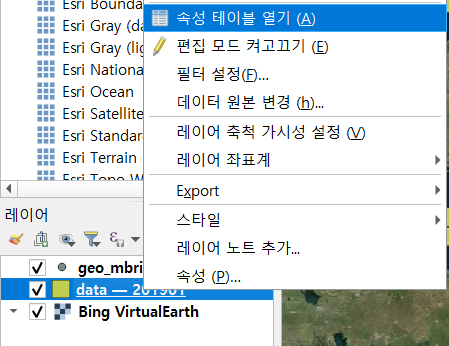 Esri Bounda
Esri Gray (da
Esri Gray (lig
Esri Nationa
Esri Ocean
Esri Satellite
Esri Standar
Esri Terrain
속성 테이블 열기 (A)
편집 모드 켜고끄기 (E)
필터 설정(F)...
데이터 원본 변경 (h)...
레이어 축척 가시성 설정 (V)
레이어 좌표계
Export
스타일
레이어 노트 추가...
속성 (P)...
레이어
geo_mbri
data — 201901
Bing VirtualEarth